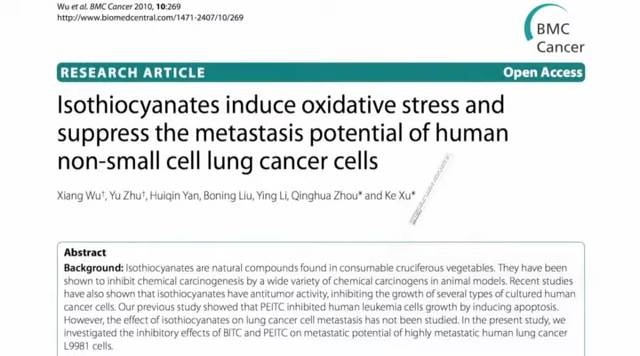 Wu et al. BMC Cancer 2010, 10:269
http://www.biomedcentral.com/1471-2407/10/269
BMC
Cancer
RESEARCH ARTICLE
Open Access
Isothiocyanates induce oxidative stress and
suppress the metastasis potential of human
non-small cell lung cancer cells
Xiang Wu†, Yu Zhu†, Huiqin Yan, Boning Liu, Ying Li, Qinghua Zhou* and Ke Xu*
Abstract
Background: Isothiocyanates are natural compounds found in consumable cruciferous vegetables. They have been
shown to inhibit chemical carcinogenesis by a wide variety of chemical carcinogens in animal models. Recent studies
have also shown that isothiocyanates have antitumor activity, inhibiting the growth of several types of cultured human
cancer cells. Our previous study showed that PEITC inhibited human leukemia cells growth by inducing apoptosis.
However, the effect of isothiocyanates on lung cancer cell metastasis has not been studied. In the present study, we
investigated the inhibitory effects of BITC and PEITC on metastatic potential of highly metastatic human lung cancer
L9981 cells.